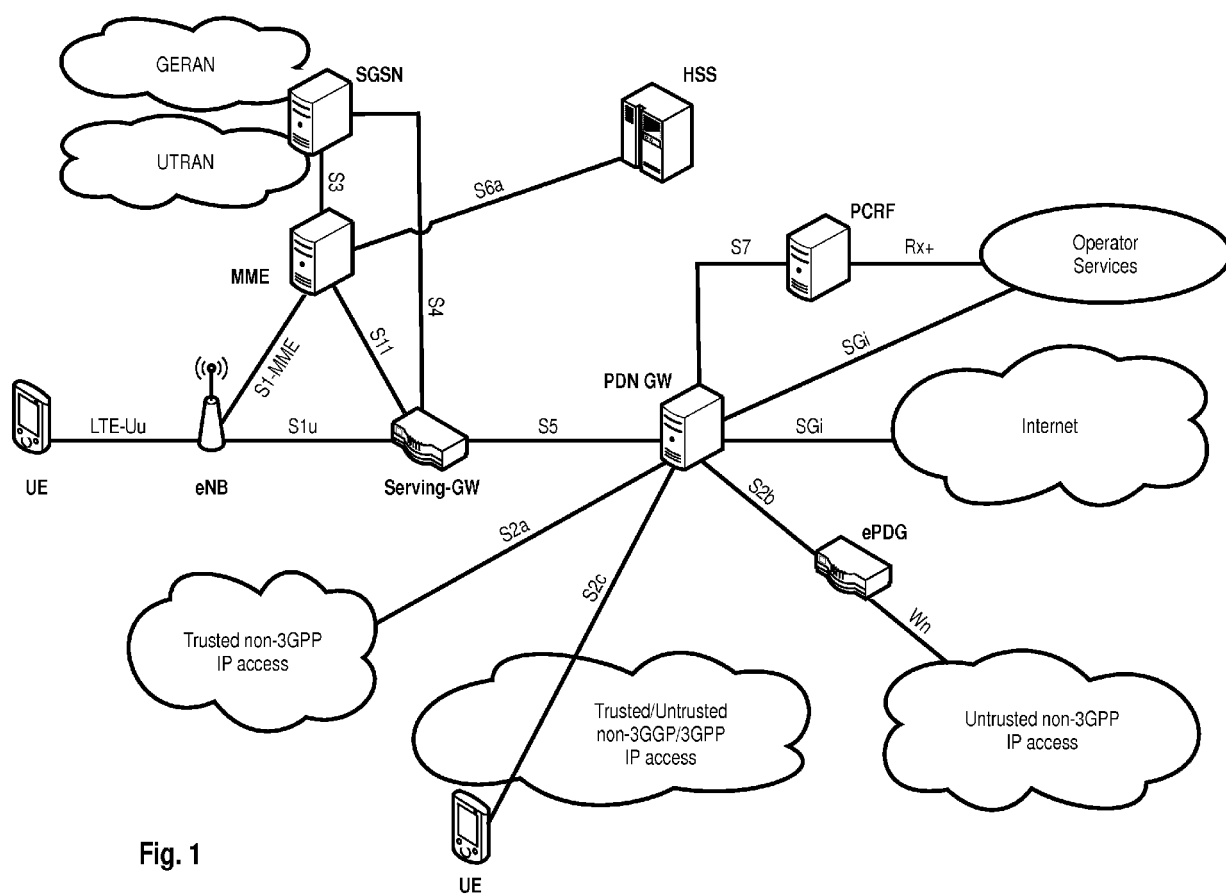 GERAN
SGSN
HSS
UTRAN
S3
S6a
PCRF
S7
Rx+
Operator
Services
MME
S4
S11
SGi
S1-MME
PDN GW
LTE-Uu
S1u
S5
SGi
Internet
UE
eNB
Serving-GW
S2b
S2a
ePDG
S2c
Wn
Trusted non-3GPP
IP access
Trusted/Untrusted
non-3GGP/3GPP
IP access
Untrusted non-3GPP
IP access
Fig. 1
UE